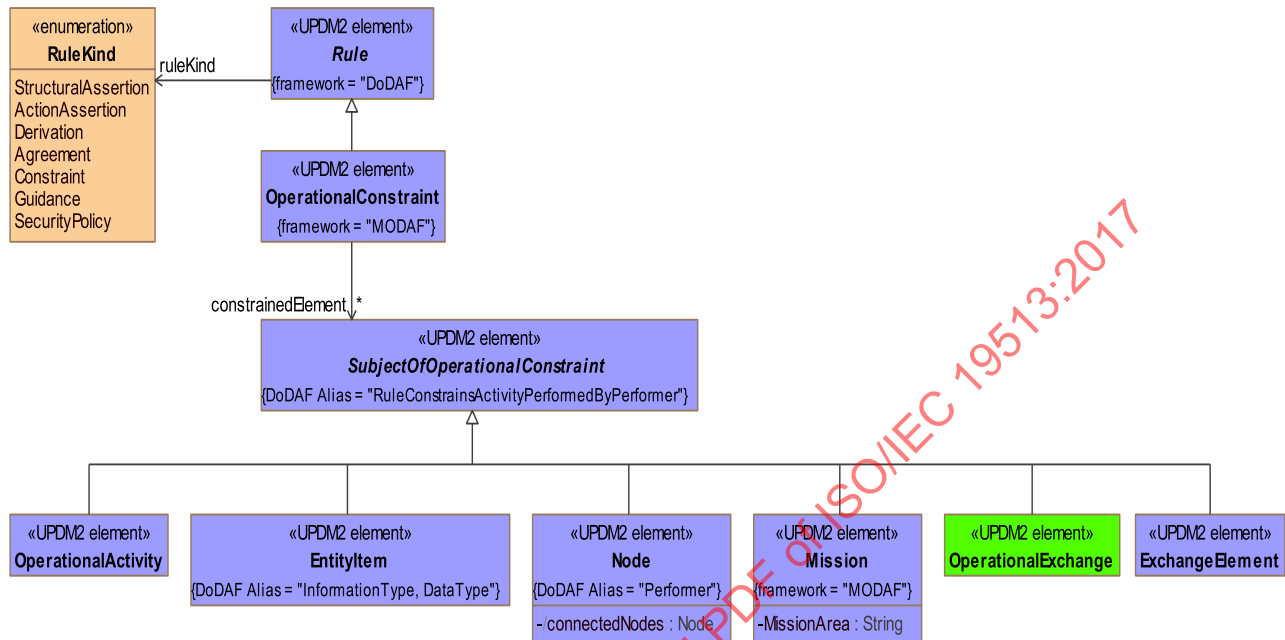 «enumeration»
RuleKind
StructuralAssertion
ActionAssertion
Derivation
Agreement
Constraint
Guidance
SecurityPolicy
ruleKind
«UPDM2 element»
Rule
{framework = "DoDAF"}
«UPDM2 element»
OperationalConstraint
{framework = "MODAF"}
constrainedElement *
«UPDM2 element»
SubjectOfOperationalConstraint
{DoDAF Alias = "RuleConstrainsActivityPerformedByPerformer"}
«UPDM2 element»
OperationalActivity
«UPDM2 element»
EntityItem
{DoDAF Alias = "InformationType, DataType"}
«UPDM2 element»
Node
{DoDAF Alias = "Performer"}
-/connectedNodes : Node
«UPDM2 element»
Mission
{framework = "MODAF"}
-MissionArea : String
«UPDM2 element»
OperationalExchange
«UPDM2 element»
ExchangeElement
PDF of ISO/IEC 19513:2017